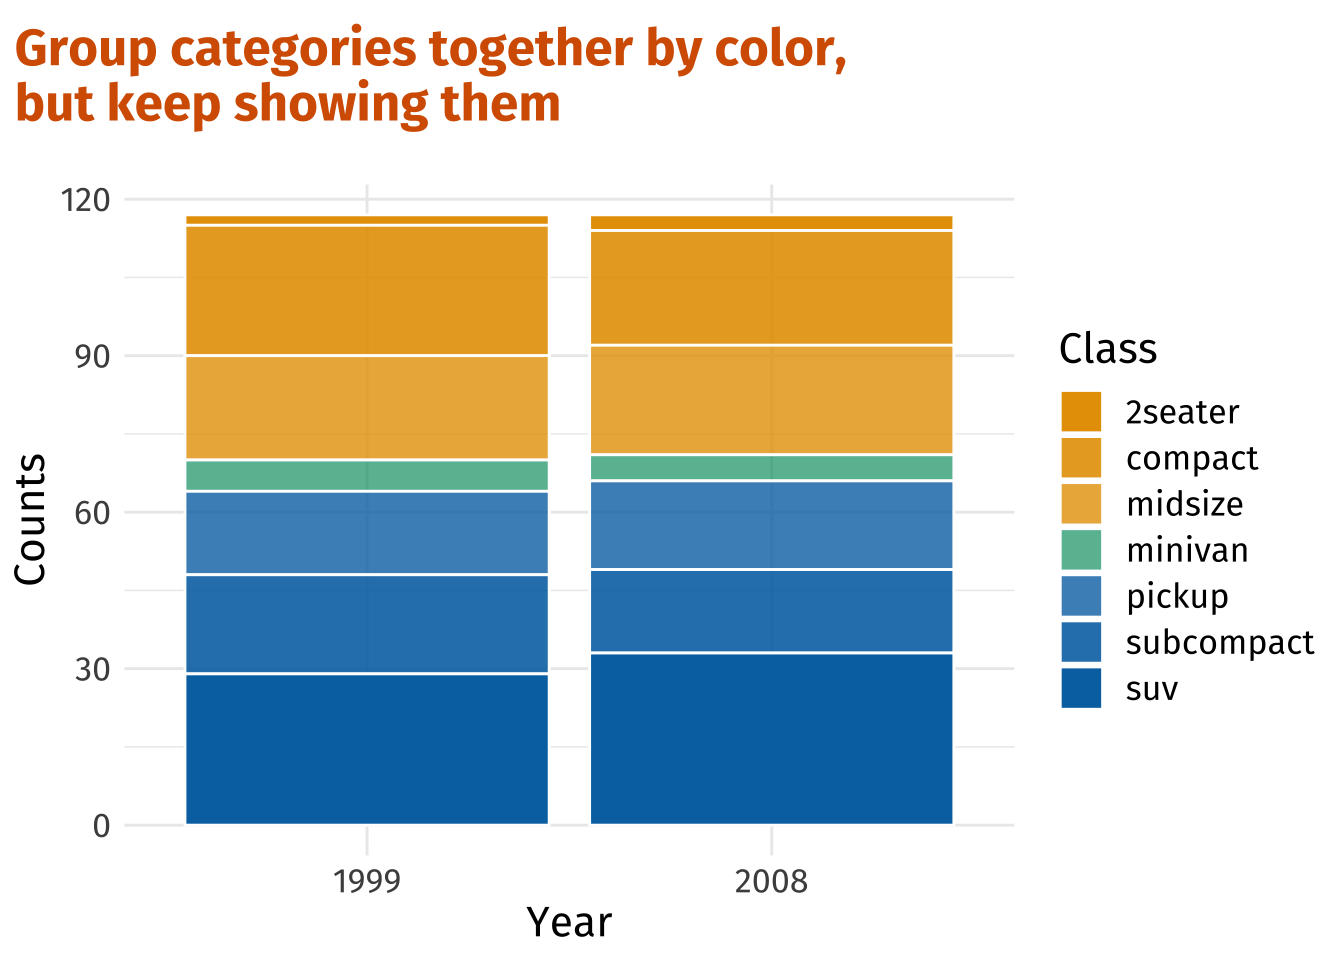 Group categories together by color,
but keep showing them
120
90
60
30
0
Counts
1999
2008
Year
Class
2seater
compact
midsize
minivan
pickup
subcompact
suv